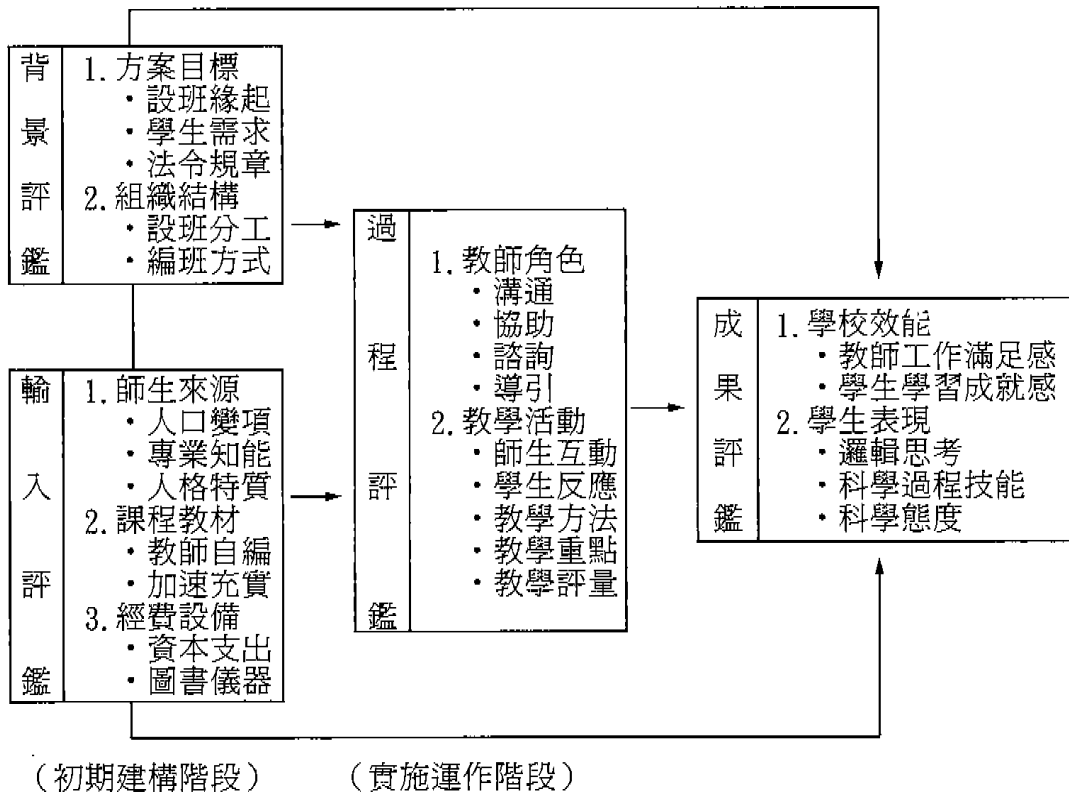 背景評鑑
1.方案目標
・設班緣起
・學生需求
・法令規章
2.組織結構
・設班分工
・編班方式
輸入評鑑
1.師生來源
・人口變項
・專業知能
・人格特質
2.課程教材
・教師自編
・加速充實
3.經費設備
・資本支出
・圖書儀器
過程評鑑
1.教師角色
・溝通
・協助
・諮詢
・導引
2.教學活動
・師生互動
・學生反應
・教學方法
・教學重點
・教學評量
成果評鑑
1.學校效能
・教師工作滿足感
・學生學習成就感
2.學生表現
・邏輯思考
・科學過程技能
・科學態度
（初期建構階段）
（實施運作階段）